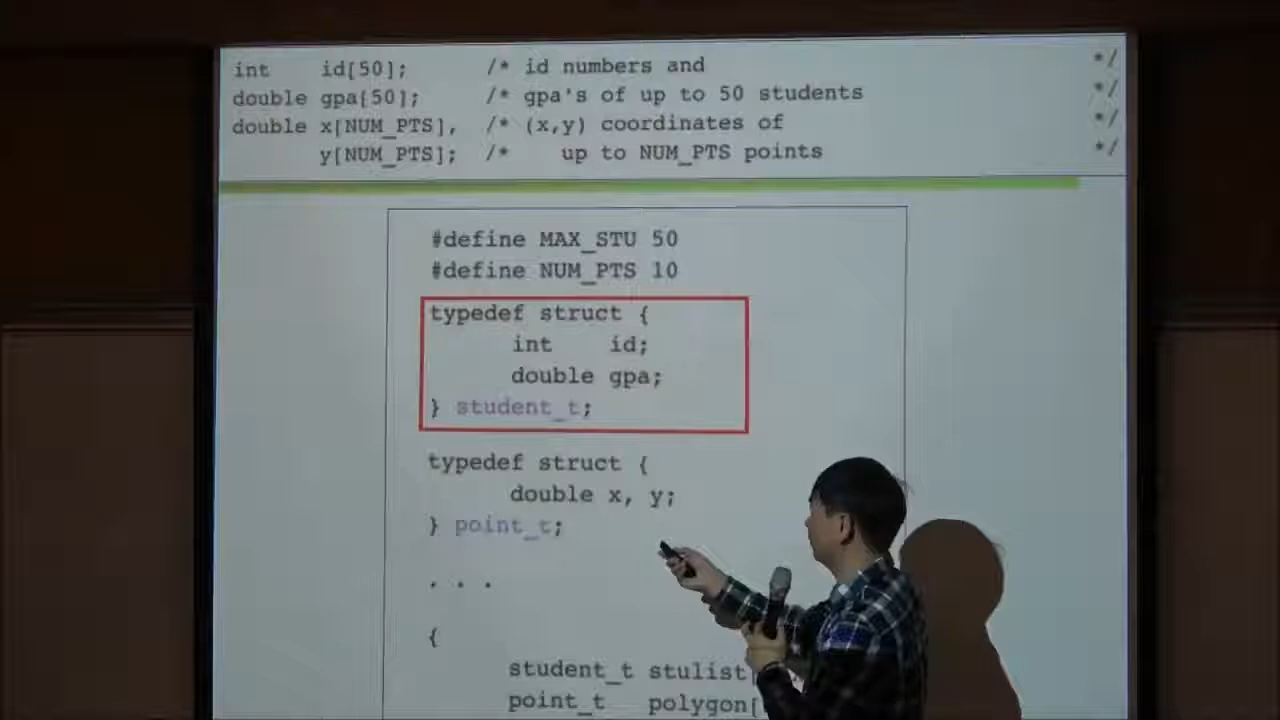 int    id[50];      /* id numbers and                              */
double gpa[50];     /* gpa's of up to 50 students                  */
double x[NUM_PTS],  /* (x,y) coordinates of                        */
       y[NUM_PTS];  /*    up to NUM_PTS points                     */
#define MAX_STU 50
#define NUM_PTS 10
typedef struct {
      int    id;
      double gpa;
} student_t;
typedef struct {
      double x, y;
} point_t;
. . .
{
      student_t stulist[
      point_t   polygon[